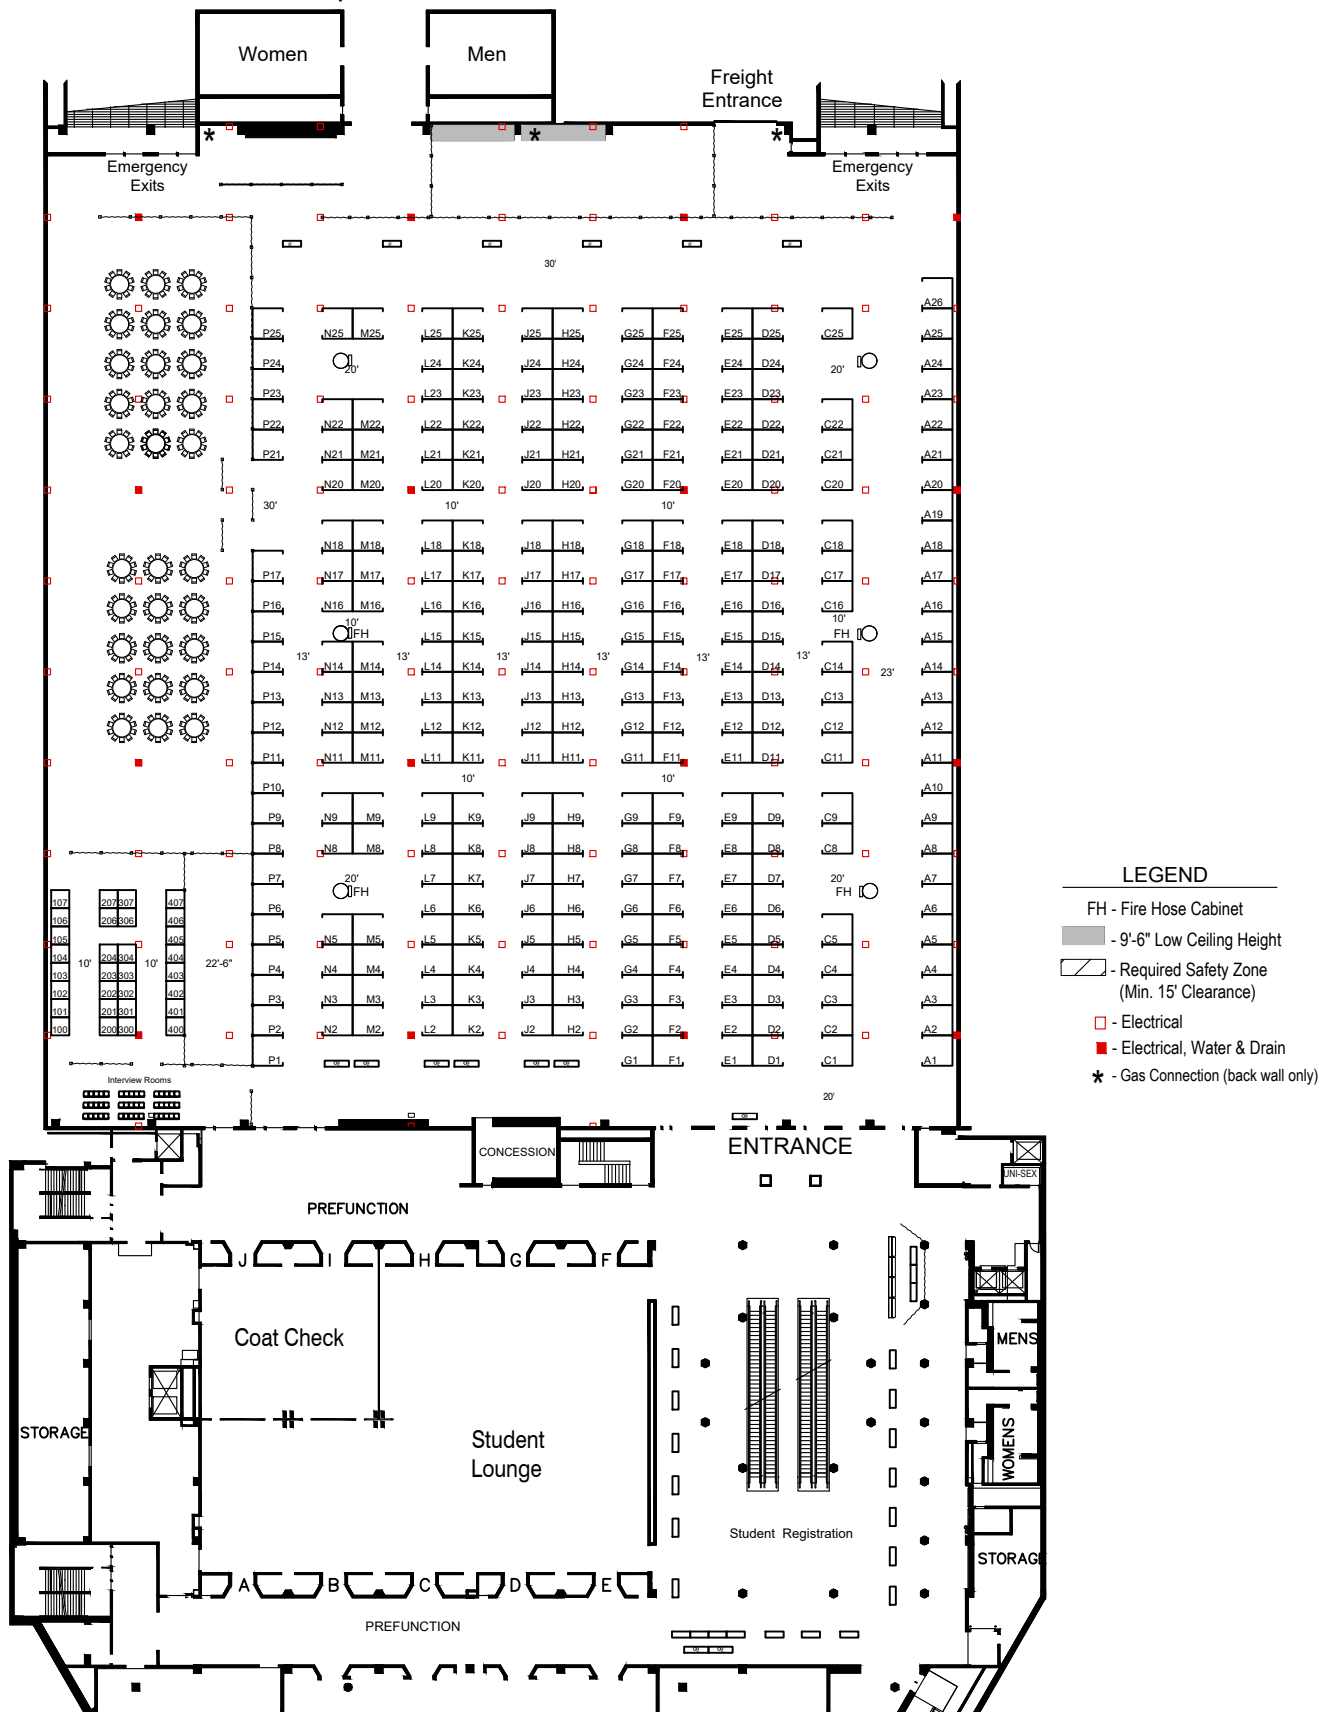 Women
Men
Freight
Entrance
*
*
*
Emergency
Exits
Emergency
Exits
30'
A26
P25 N25 M25 L25 K25 J25 H25 G25 F25 E25 D25 C25 A25
P24 L24 K24 J24 H24 G24 F24 E24 D24 A24
20' 20'
P23 L23 K23 J23 H23 G23 F23 E23 D23 A23
P22 N22 M22 L22 K22 J22 H22 G22 F22 E22 D22 C22 A22
P21 N21 M21 L21 K21 J21 H21 G21 F21 E21 D21 C21 A21
N20 M20 L20 K20 J20 H20 G20 F20 E20 D20 C20 A20
30' 10' 10'
A19
N18 M18 L18 K18 J18 H18 G18 F18 E18 D18 C18 A18
P17 N17 M17 L17 K17 J17 H17 G17 F17 E17 D17 C17 A17
P16 N16 M16 L16 K16 J16 H16 G16 F16 E16 D16 C16 A16
10' 10'
FH FH
P15 L15 K15 J15 H15 G15 F15 E15 D15 A15
13' 13' 13' 13' 13' 13'
P14 N14 M14 L14 K14 J14 H14 G14 F14 E14 D14 C14 23' A14
P13 N13 M13 L13 K13 J13 H13 G13 F13 E13 D13 C13 A13
P12 N12 M12 L12 K12 J12 H12 G12 F12 E12 D12 C12 A12
P11 N11 M11 L11 K11 J11 H11 G11 F11 E11 D11 C11 A11
10' 10'
P10 A10
P9 N9 M9 L9 K9 J9 H9 G9 F9 E9 D9 C9 A9
P8 N8 M8 L8 K8 J8 H8 G8 F8 E8 D8 C8 A8
P7 20' L7 K7 J7 H7 G7 F7 E7 D7 20' A7
FH FH
107 207 307 407
P6 L6 K6 J6 H6 G6 F6 E6 D6 A6
106 206 306 406
105 405
P5 N5 M5 L5 K5 J5 H5 G5 F5 E5 D5 C5 A5
104 204 304 404
10' 10' 22'-6"
P4 N4 M4 L4 K4 J4 H4 G4 F4 E4 D4 C4 A4
103 203 303 403
102 202 302 402
P3 N3 M3 L3 K3 J3 H3 G3 F3 E3 D3 C3 A3
101 201 301 401
100 200 300 400
P2 N2 M2 L2 K2 J2 H2 G2 F2 E2 D2 C2 A2
P1 G1 F1 E1 D1 C1 A1
Interview Rooms
20'
LEGEND
FH - Fire Hose Cabinet
- 9'-6" Low Ceiling Height
- Required Safety Zone
(Min. 15' Clearance)
- Electrical
- Electrical, Water & Drain
* - Gas Connection (back wall only)
CONCESSION
ENTRANCE
UNI-SEX
PREFUNCTION
J I H G F
Coat Check
MENS
STORAGE
Student
Lounge
WOMENS
Student Registration
STORAGE
A B C D E
PREFUNCTION